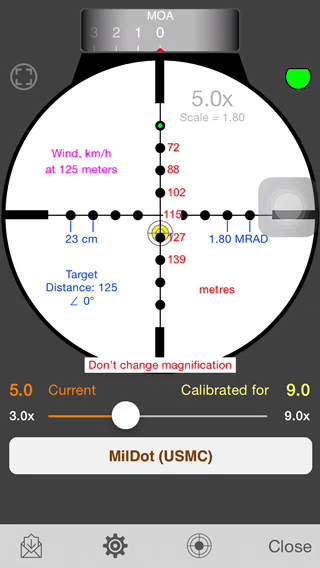 MOA
3 2 1 0
5.0x
Scale = 1.80
Wind, km/h
at 125 meters
72
88
102
115
127
139
23 cm
1.80 MRAD
Target
Distance: 125
∠ 0°
metres
Don't change magnification
5.0 Current Calibrated for 9.0
3.0x 9.0x
MilDot (USMC)
Close